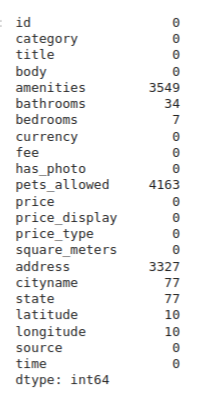 id 0
category 0
title 0
body 0
amenities 3549
bathrooms 34
bedrooms 7
currency 0
fee 0
has_photo 0
pets_allowed 4163
price 0
price_display 0
price_type 0
square_meters 0
address 3327
cityname 77
state 77
latitude 10
longitude 10
source 0
time 0
dtype: int64